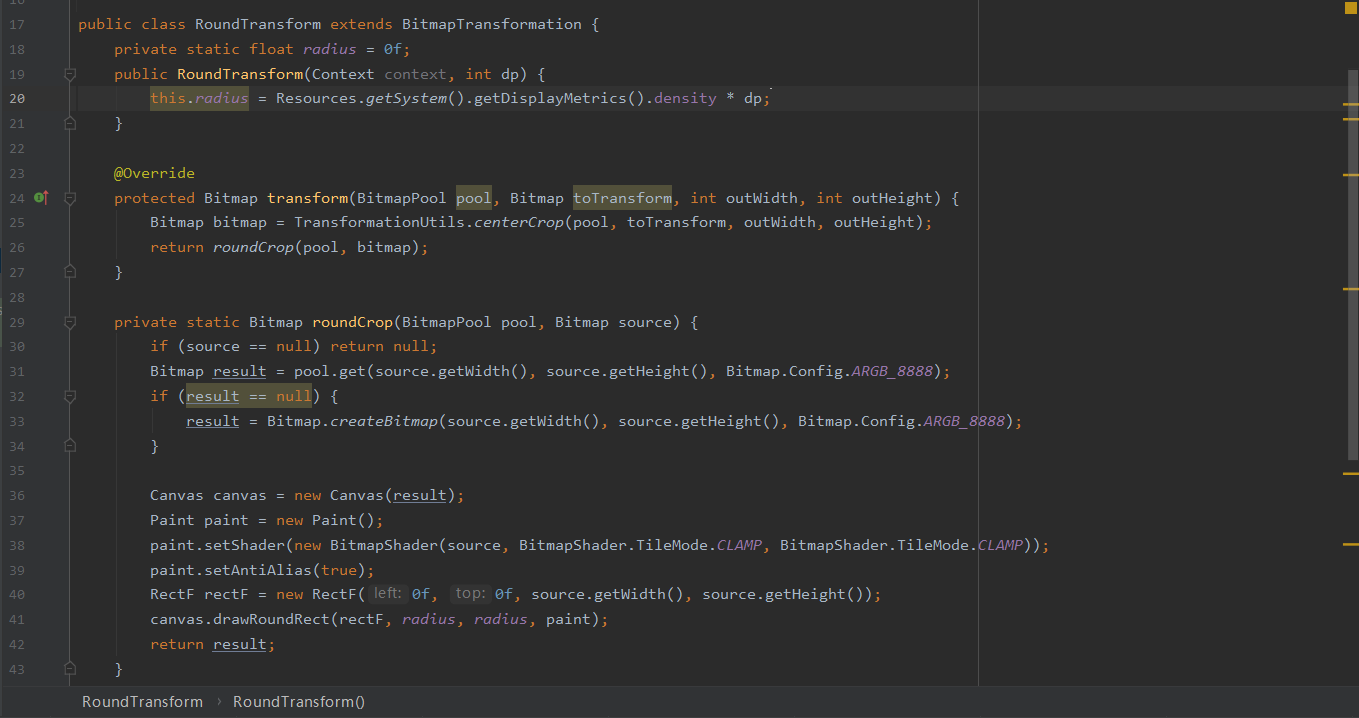 17 public class RoundTransform extends BitmapTransformation {
18     private static float radius = 0f;
19     public RoundTransform(Context context, int dp) {
20         this.radius = Resources.getSystem().getDisplayMetrics().density * dp;
21     }
22
23     @Override
24     protected Bitmap transform(BitmapPool pool, Bitmap toTransform, int outWidth, int outHeight) {
25         Bitmap bitmap = TransformationUtils.centerCrop(pool, toTransform, outWidth, outHeight);
26         return roundCrop(pool, bitmap);
27     }
28
29     private static Bitmap roundCrop(BitmapPool pool, Bitmap source) {
30         if (source == null) return null;
31         Bitmap result = pool.get(source.getWidth(), source.getHeight(), Bitmap.Config.ARGB_8888);
32         if (result == null) {
33             result = Bitmap.createBitmap(source.getWidth(), source.getHeight(), Bitmap.Config.ARGB_8888);
34         }
35
36         Canvas canvas = new Canvas(result);
37         Paint paint = new Paint();
38         paint.setShader(new BitmapShader(source, BitmapShader.TileMode.CLAMP, BitmapShader.TileMode.CLAMP));
39         paint.setAntiAlias(true);
40         RectF rectF = new RectF( left: 0f, top: 0f, source.getWidth(), source.getHeight());
41         canvas.drawRoundRect(rectF, radius, radius, paint);
42         return result;
43     }
RoundTransform › RoundTransform()